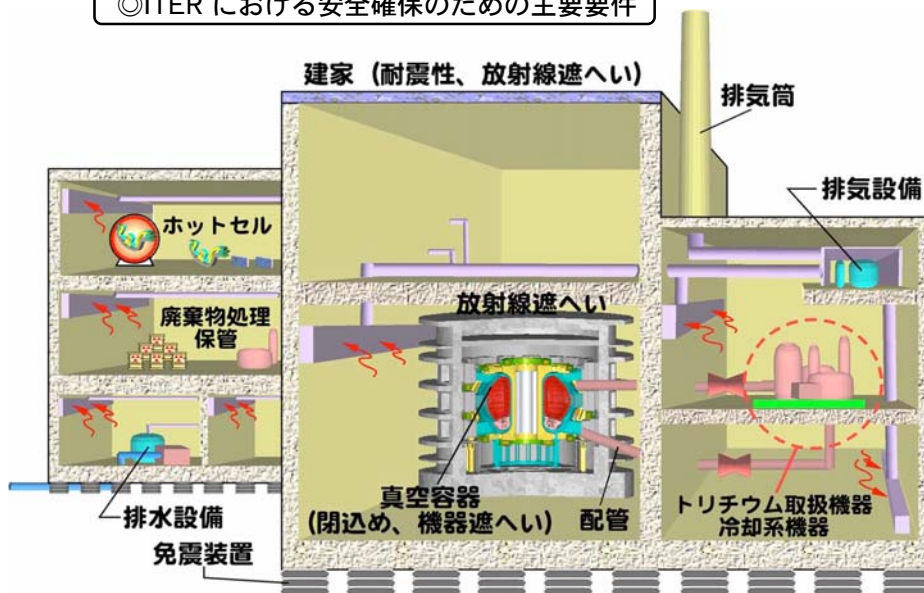 ◎ITER における安全確保のための主要要件
建家（耐震性、放射線遮へい）
排気筒
排気設備
ホットセル
放射線遮へい
廃棄物処理
保管
真空容器
(閉込め、機器遮へい)
配管
トリチウム取扱機器
冷却系機器
排水設備
免震装置